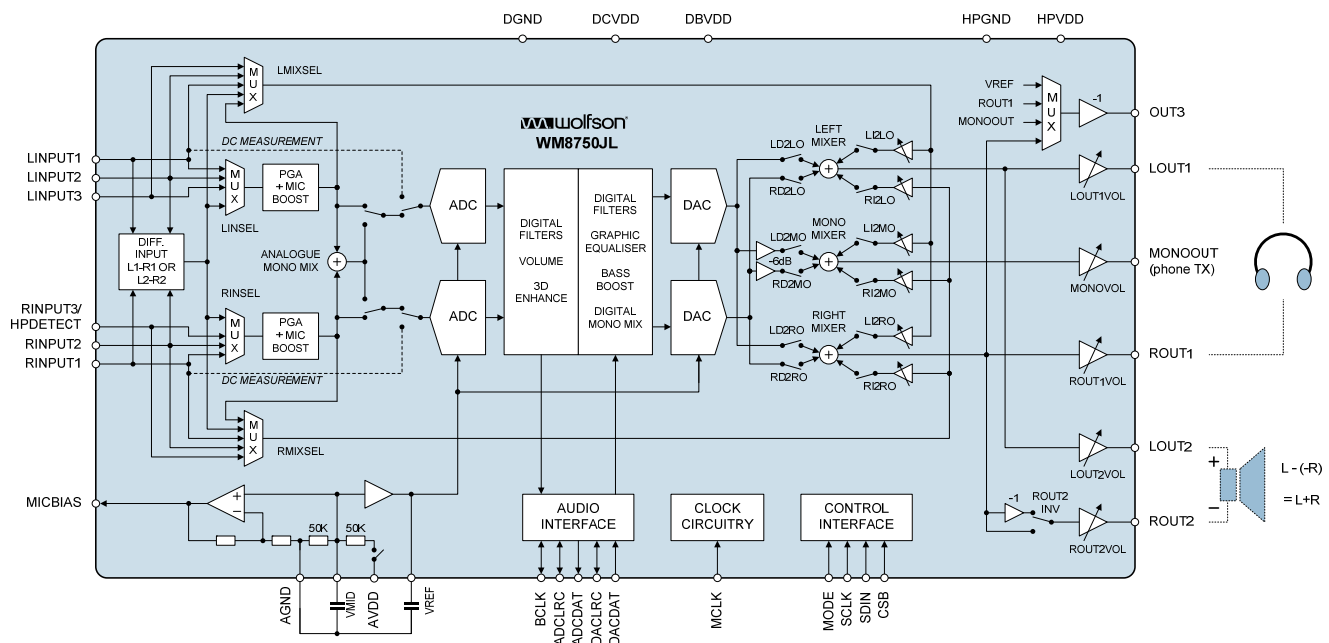 DGND
DCVDD
DBVDD
HPGND
HPVDD
MUX
LMIXSEL
VREF
ROUT1
MONOOUT
MUX
-1
OUT3
wolfson®
WM8750JL
DC MEASUREMENT
LINPUT1
LINPUT2
LINPUT3
MUX
LINSEL
PGA
+ MIC
BOOST
ADC
DIGITAL
FILTERS
VOLUME
3D
ENHANCE
DIGITAL
FILTERS
GRAPHIC
EQUALISER
BASS
BOOST
DIGITAL
MONO MIX
DAC
LEFT
MIXER
LD2LO
RD2LO
LI2LO
RI2LO
LOUT1
LOUT1VOL
DIFF.
INPUT
L1-R1 OR
L2-R2
ANALOGUE
MONO MIX
MONO
MIXER
LD2MO
-6dB
RD2MO
LI2MO
RI2MO
MONOOUT
(phone TX)
MONOVOL
RINSEL
RINPUT3/
HPDETECT
RINPUT2
RINPUT1
MUX
PGA
+ MIC
BOOST
ADC
DAC
RIGHT
MIXER
LD2RO
RD2RO
LI2RO
RI2RO
ROUT1
ROUT1VOL
DC MEASUREMENT
MUX
RMIXSEL
LOUT2
LOUT2VOL
+
−
L - (-R)
= L+R
-1
ROUT2
INV
ROUT2
ROUT2VOL
MICBIAS
+
−
50K
50K
AUDIO
INTERFACE
CLOCK
CIRCUITRY
CONTROL
INTERFACE
AGND
VMID
AVDD
VREF
BCLK
ADCLRC
ADCDAT
DACLRC
DACDAT
MCLK
MODE
SCLK
SDIN
CSB